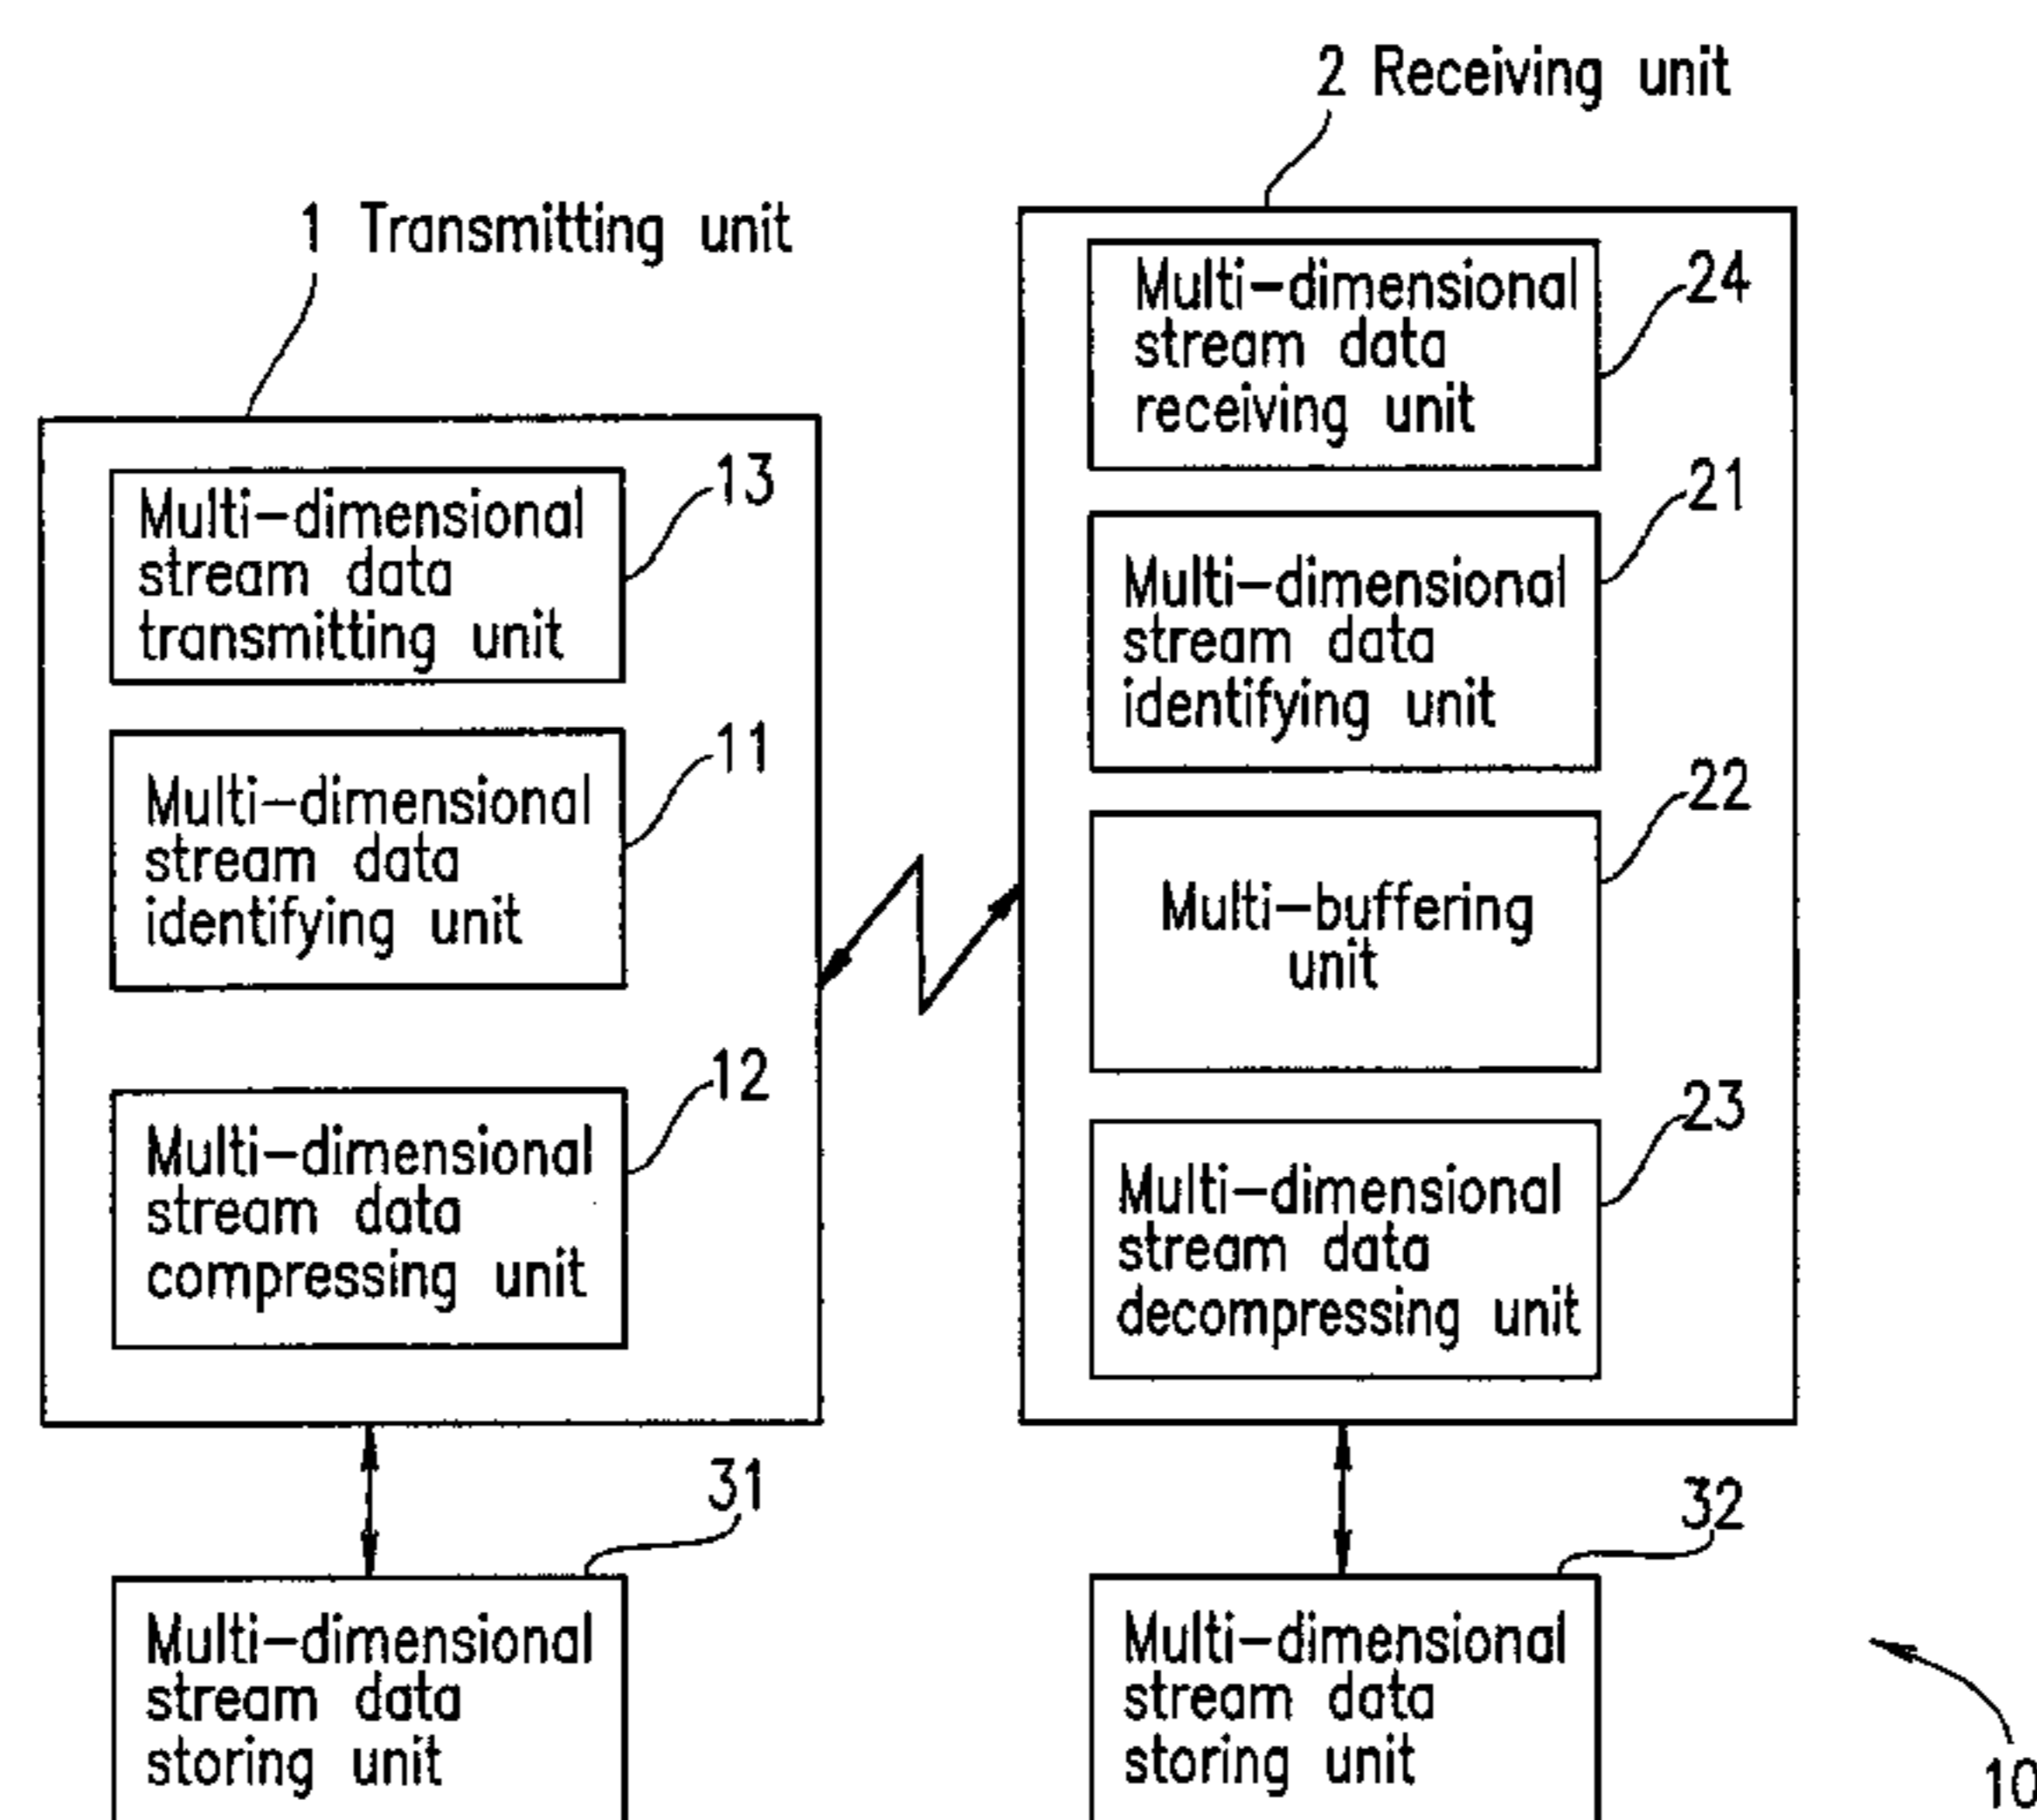 2 Receiving unit
1 Transmitting unit
Multi-dimensional
stream data
receiving unit
24
Multi-dimensional
stream data
transmitting unit
13
Multi-dimensional
stream data
identifying unit
21
Multi-dimensional
stream data
identifying unit
11
Multi-buffering
unit
22
Multi-dimensional
stream data
compressing unit
12
Multi-dimensional
stream data
decompressing unit
23
31
Multi-dimensional
stream data
storing unit
32
Multi-dimensional
stream data
storing unit
10